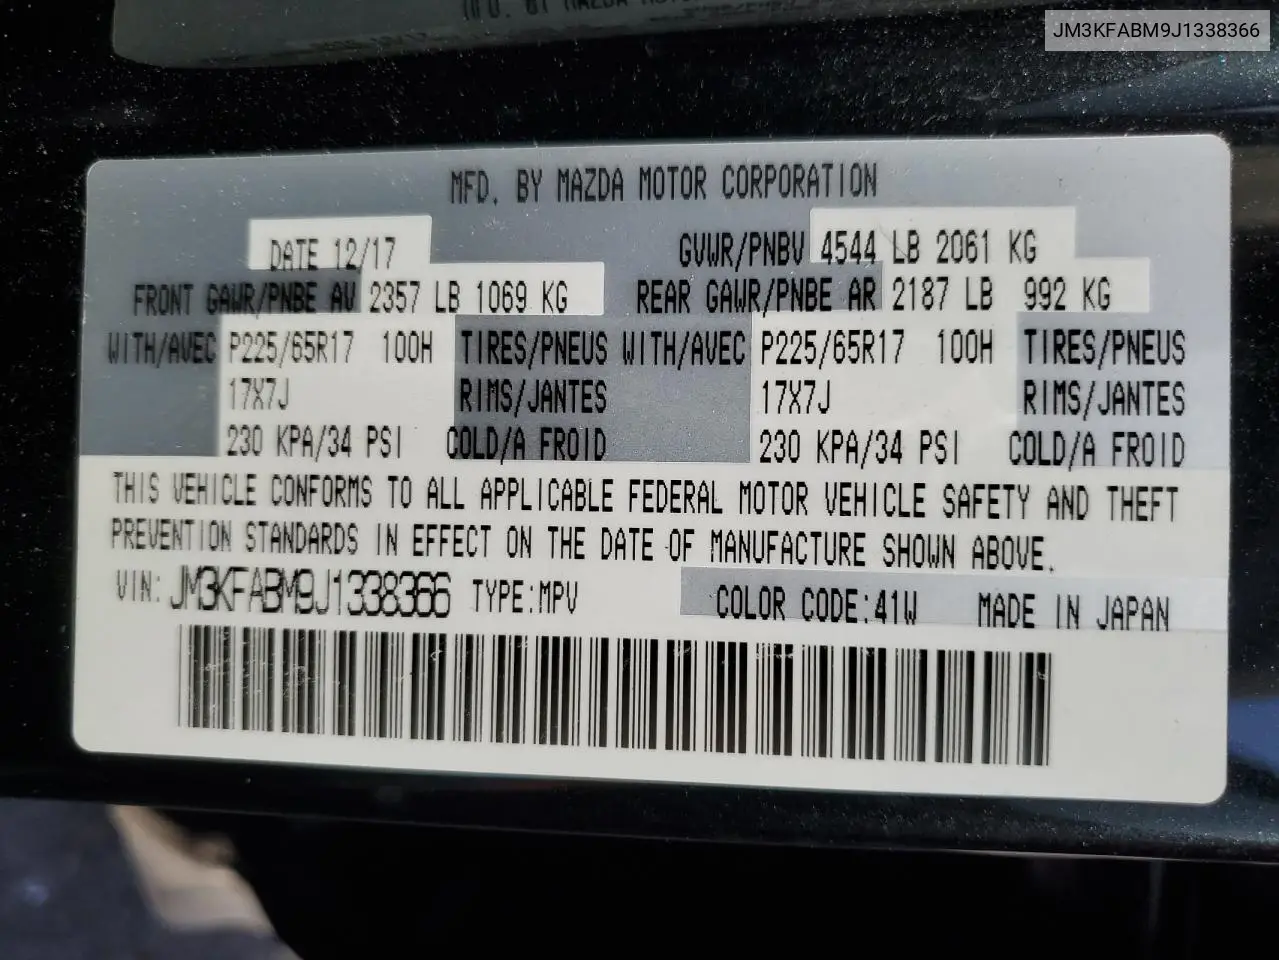 JM3KFABM9J1338366
MFD. BY MAZDA MOTOR CORPORATION
DATE 12/17 GVWR/PNBV 4544 LB 2061 KG
FRONT GAWR/PNBE AV 2357 LB 1069 KG REAR GAWR/PNBE AR 2187 LB 992 KG
WITH/AVEC P225/65R17 100H TIRES/PNEUS WITH/AVEC P225/65R17 100H TIRES/PNEUS
17X7J RIMS/JANTES 17X7J RIMS/JANTES
230 KPA/34 PSI COLD/A FROID 230 KPA/34 PSI COLD/A FROID
THIS VEHICLE CONFORMS TO ALL APPLICABLE FEDERAL MOTOR VEHICLE SAFETY AND THEFT
PREVENTION STANDARDS IN EFFECT ON THE DATE OF MANUFACTURE SHOWN ABOVE.
VIN: JM3KFABM9J1338366 TYPE:MPV COLOR CODE:41W MADE IN JAPAN